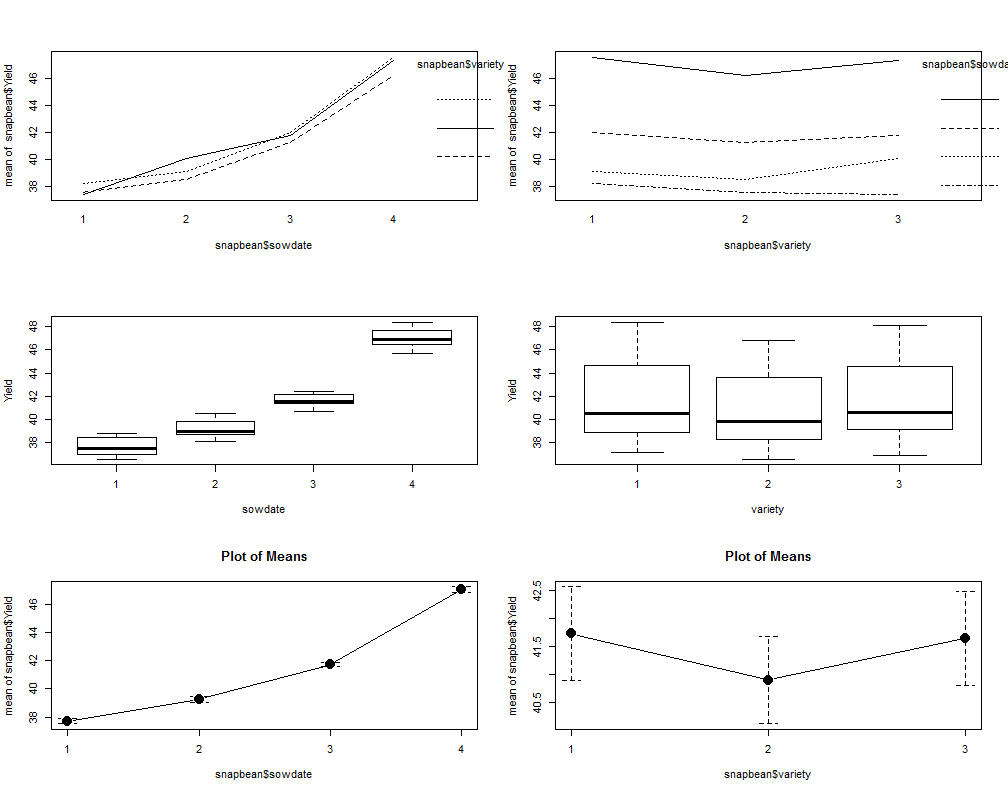 mean of snapbean$Yield
38 40 42 46
1 2 3 4
snapbean$sowdate
snapbean$variety
mean of snapbean$Yield
38 40 42 46
1 2 3
snapbean$variety
snapbean$sowda
Yield
38 40 42 44 46 48
1 2 3 4
sowdate
Yield
38 40 42 44 46 48
1 2 3
variety
Plot of Means
mean of snapbean$Yield
38 40 42 44 46
1 2 3 4
snapbean$sowdate
Plot of Means
mean of snapbean$Yield
40.5 41.5 42.5
1 2 3
snapbean$variety